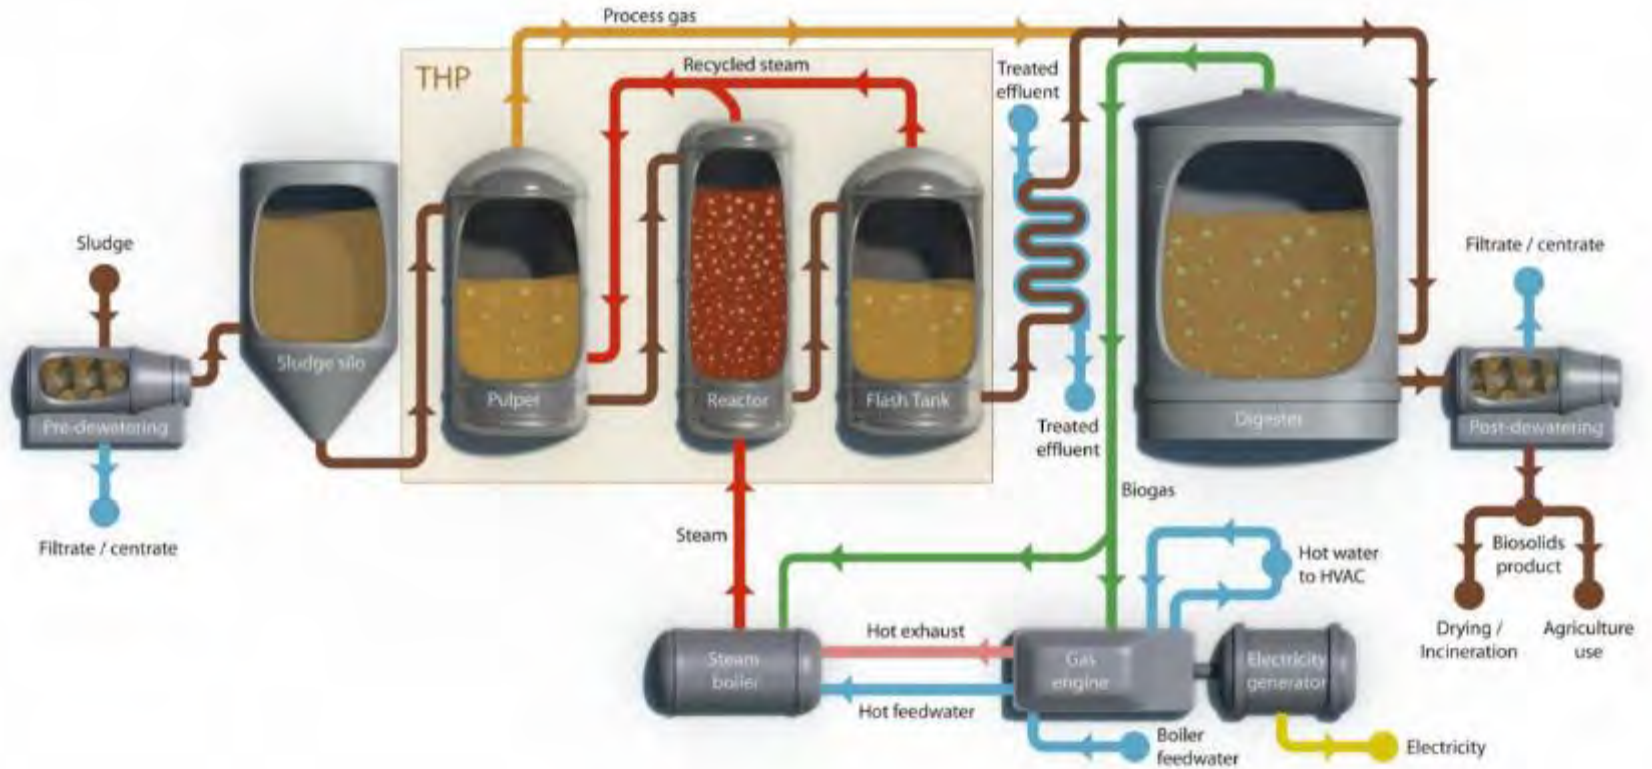 Process gas
THP
Recycled steam
Treated
effluent
Sludge
Sludge silo
Pulper
Reactor
Flash Tank
Digester
Filtrate / centrate
Pre-dewatering
Post-dewatering
Treated
effluent
Filtrate / centrate
Steam
Biogas
Hot water
to HVAC
Biosolids
product
Drying /
Incineration
Agriculture
use
Steam
boiler
Hot exhaust
Hot feedwater
Gas
engine
Electricity
generator
Boiler
feedwater
Electricity